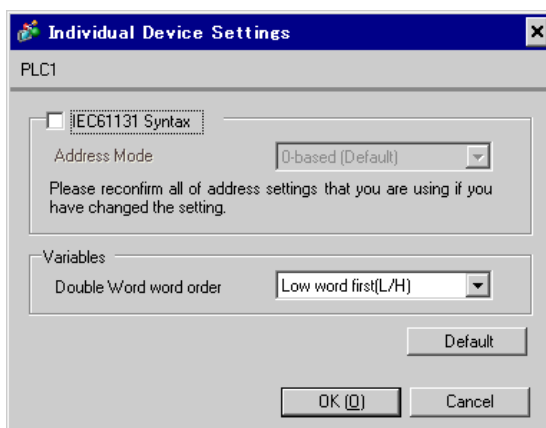 Individual Device Settings
PLC1
IEC61131 Syntax
Address Mode 0-based (Default)
Please reconfirm all of address settings that you are using if you
have changed the setting.
Variables
Double Word word order Low word first(L/H)
Default
OK (O) Cancel